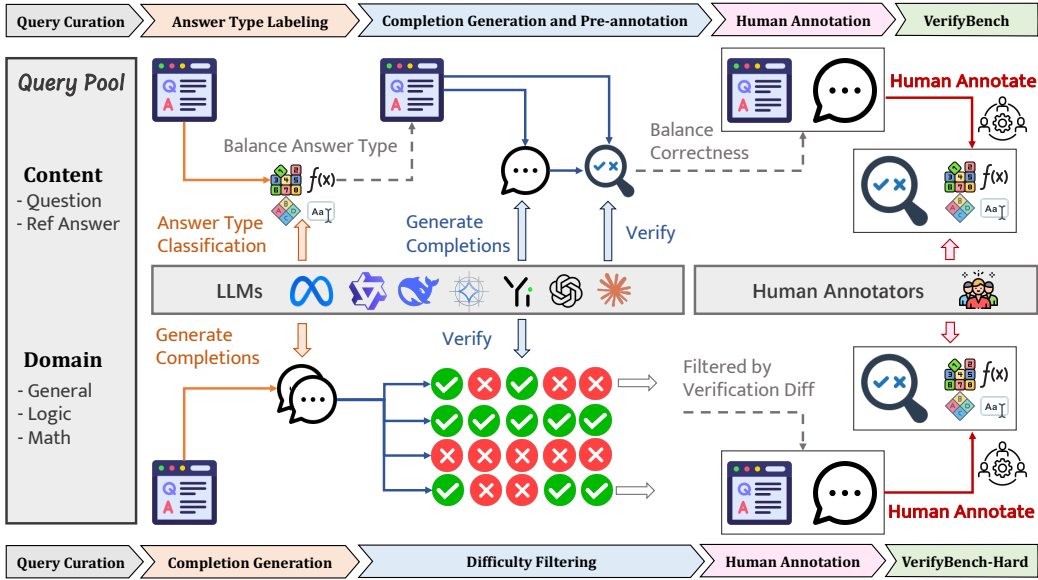 Query Curation
Answer Type Labeling
Completion Generation and Pre-annotation
Human Annotation
VerifyBench
Query Pool
Content
- Question
- Ref Answer
Domain
- General
- Logic
- Math
Q
A
Balance Answer Type
f(x)
Aa
Answer Type
Classification
Q
A
Generate
Completions
Verify
Balance
Correctness
Q
A
Human Annotate
f(x)
Aa
LLMs
Human Annotators
Generate
Completions
Verify
Q
A
Filtered by
Verification Diff
Q
A
f(x)
Aa
Human Annotate
Query Curation
Completion Generation
Difficulty Filtering
Human Annotation
VerifyBench-Hard